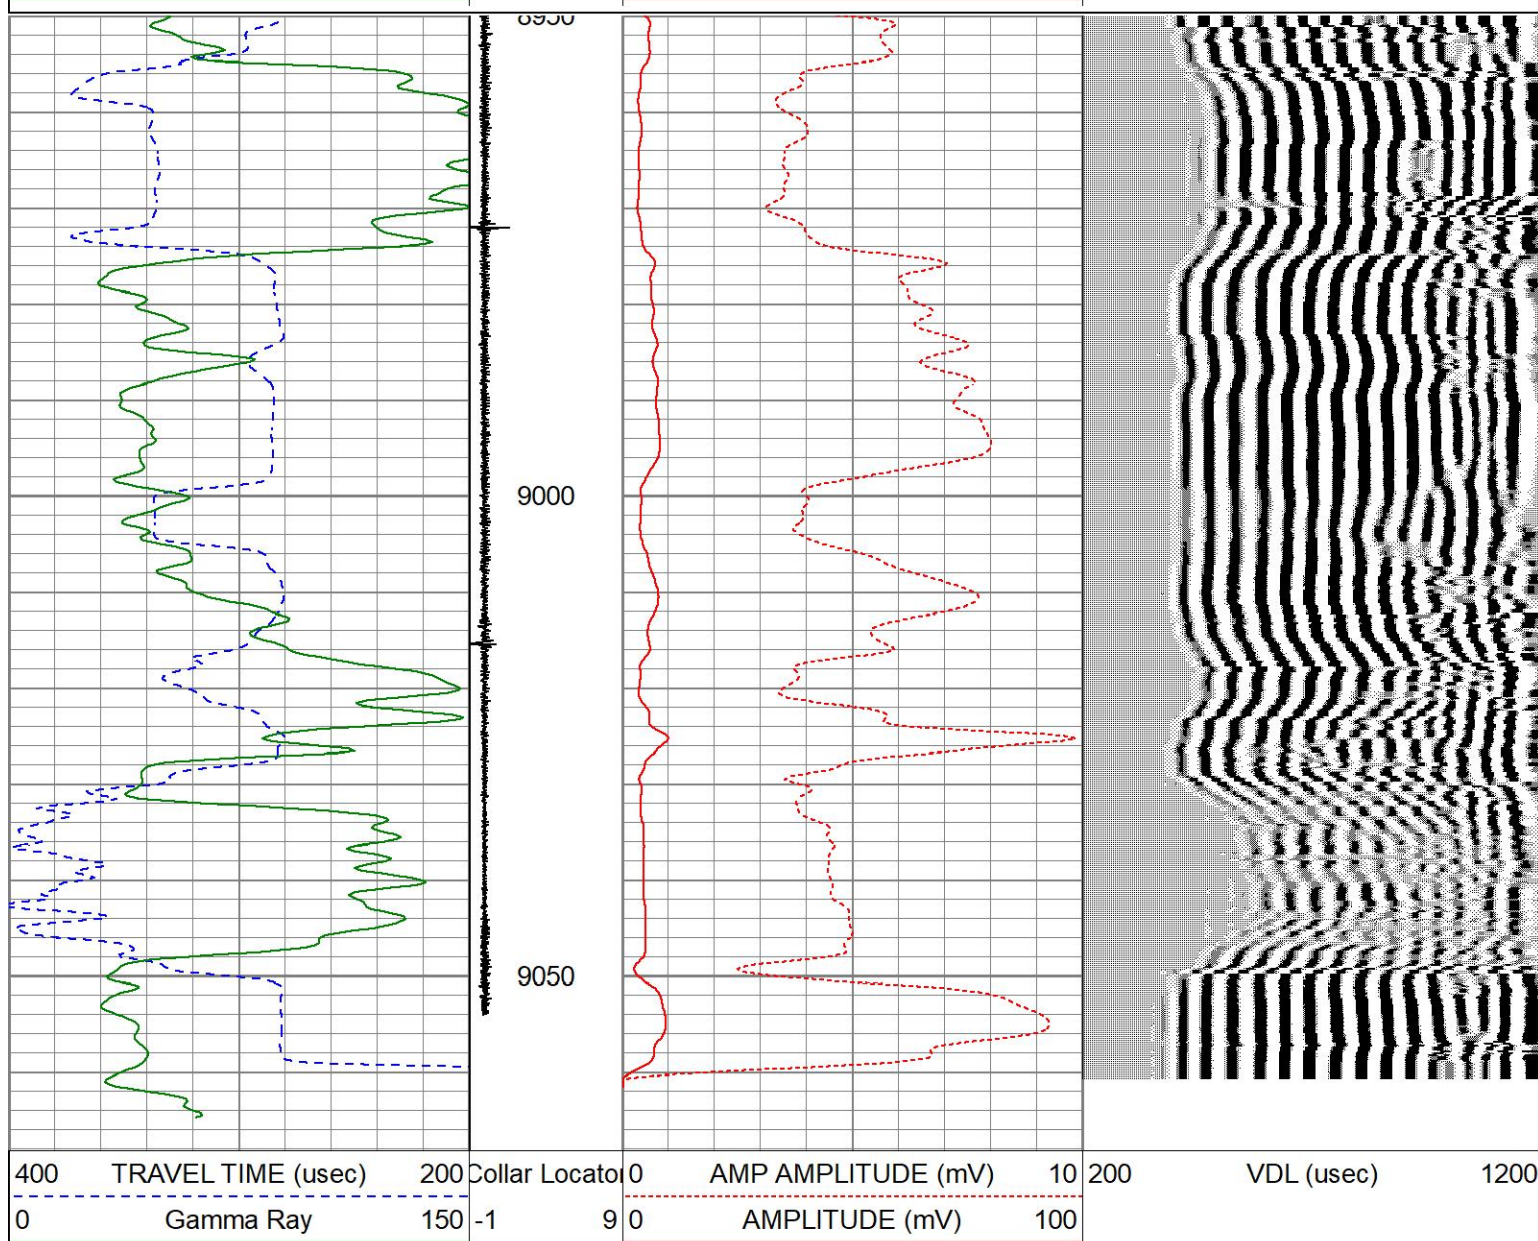 8950
9000
9050
400 TRAVEL TIME (usec) 200 Collar Locator 0 AMP AMPLITUDE (mV) 10 200 VDL (usec) 1200
0 Gamma Ray 150 -1 9 0 AMPLITUDE (mV) 100